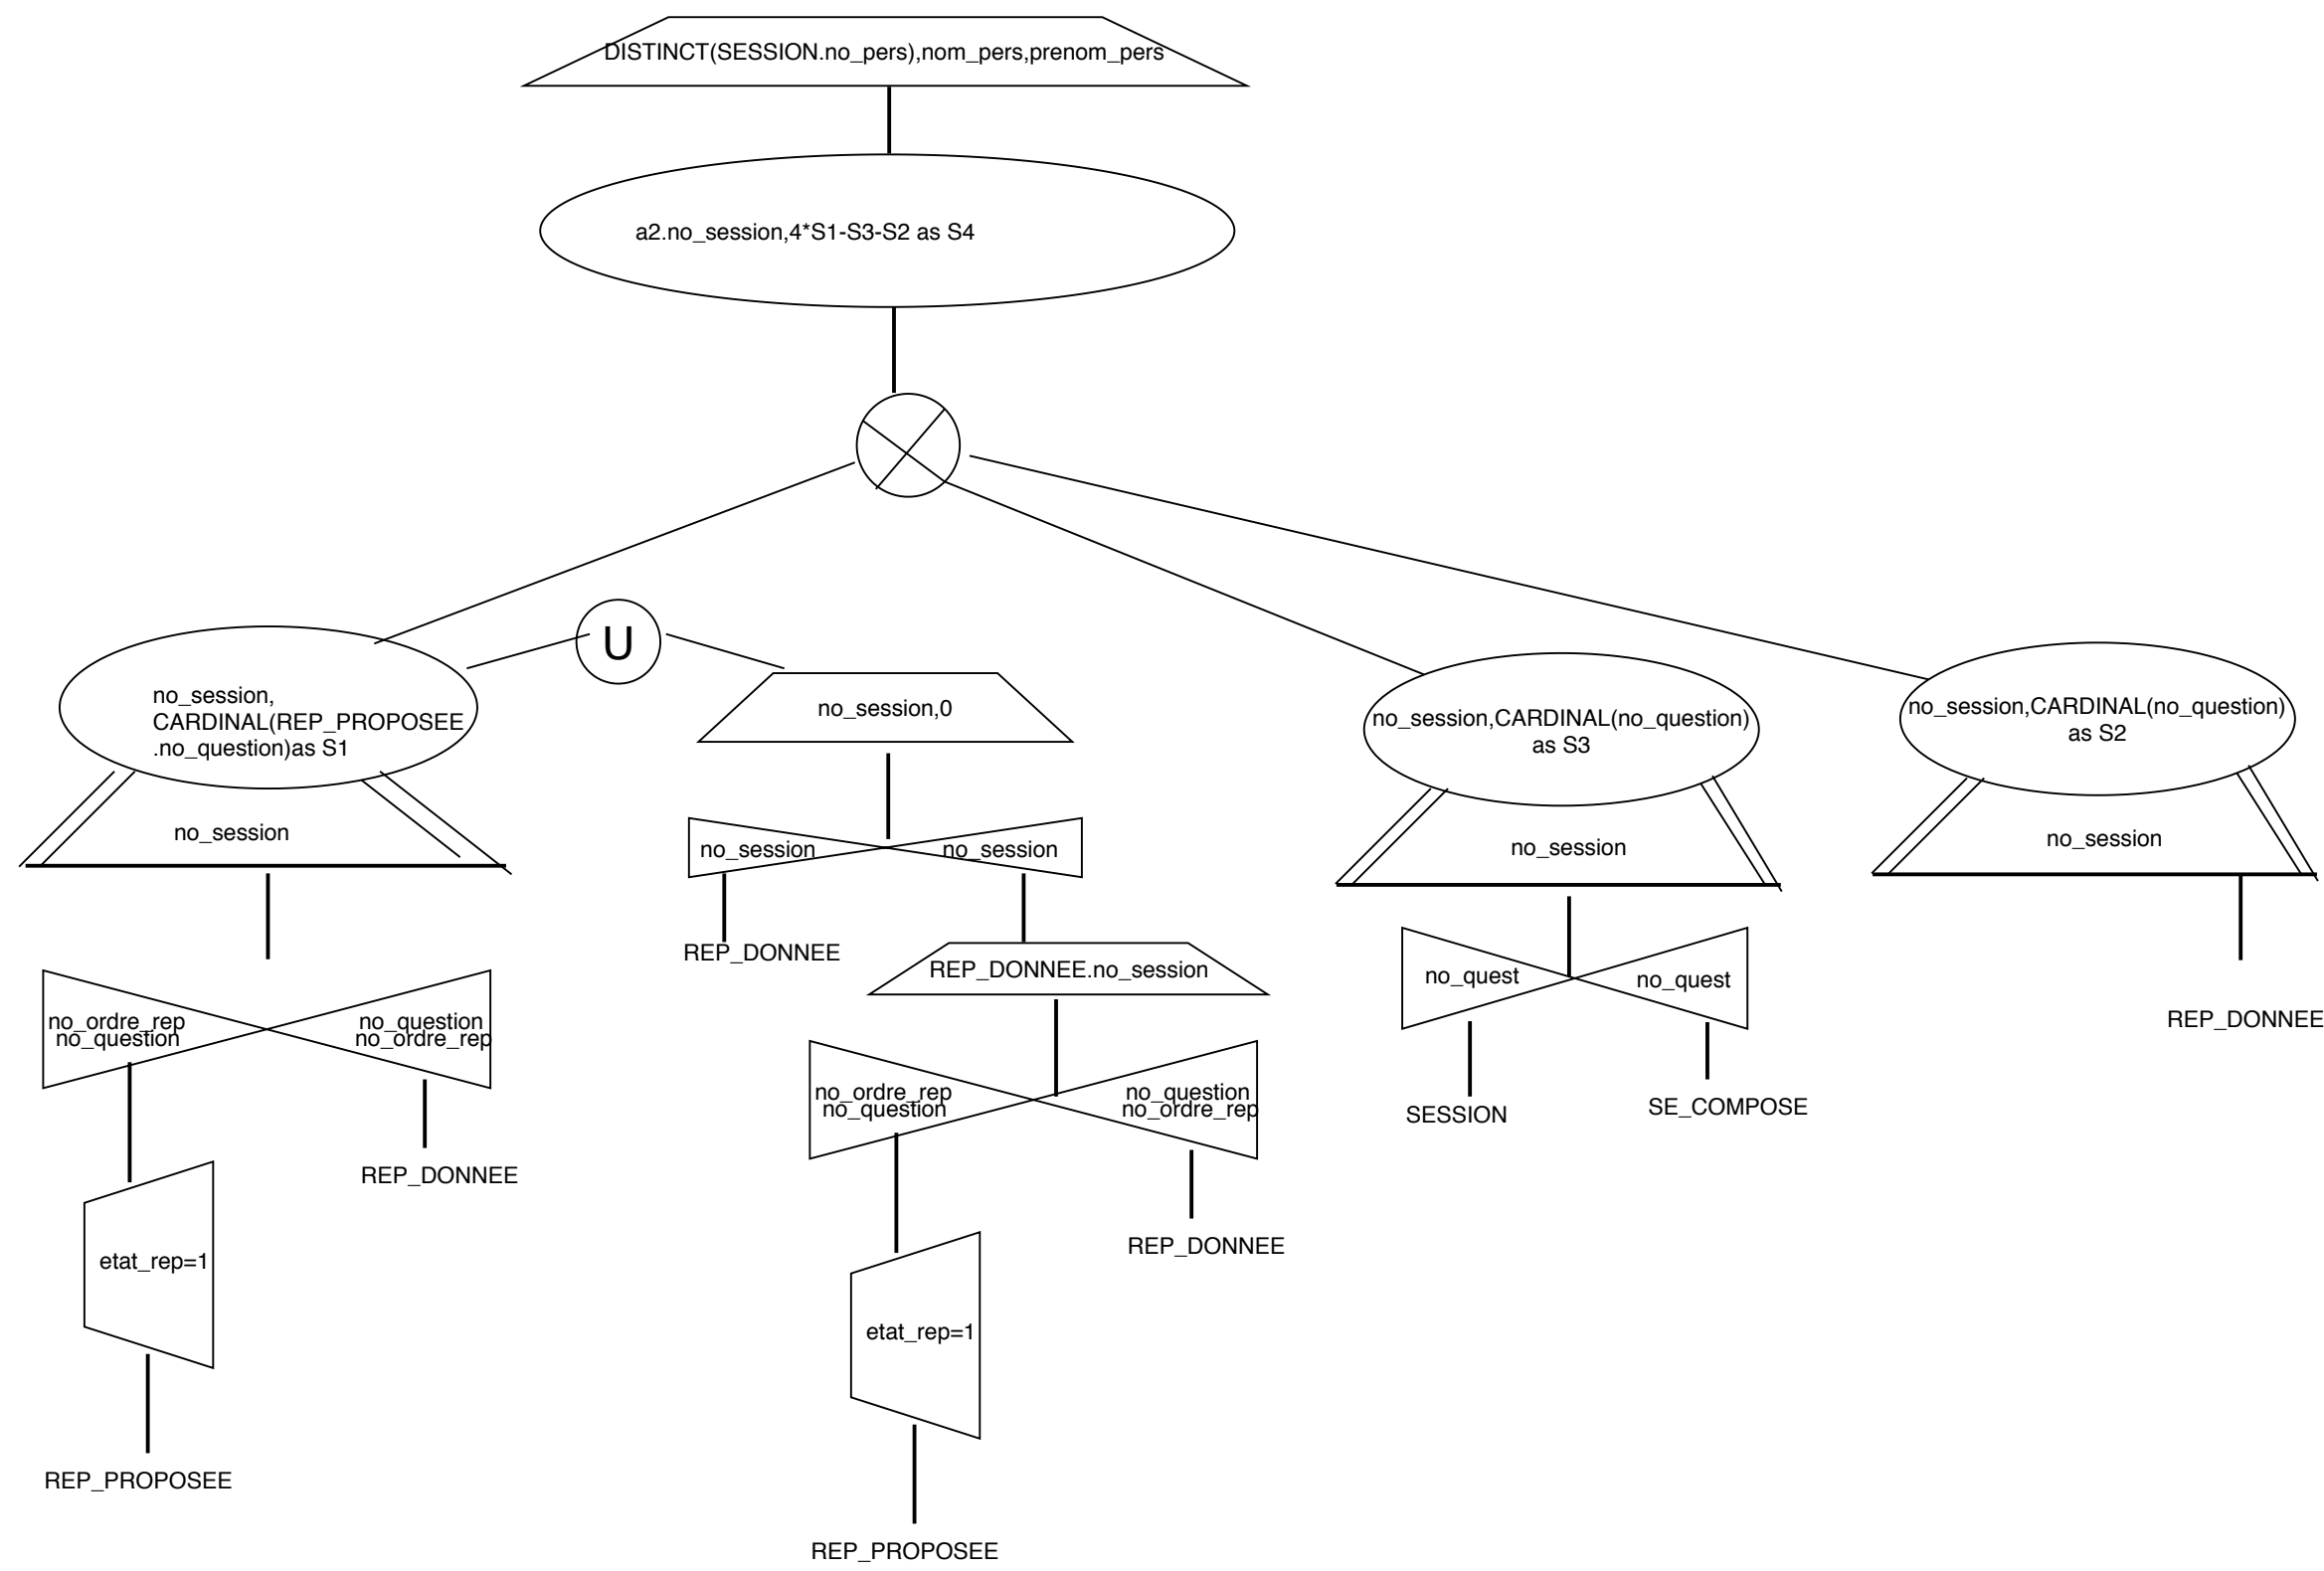 DISTINCT(SESSION.no_pers),nom_pers,prenom_pers
a2.no_session,4*S1-S3-S2 as S4
U
no_session,
CARDINAL(REP_PROPOSEE
.no_question)as S1
no_session
no_ordre_rep
no_question
no_question
no_ordre_rep
REP_DONNEE
etat_rep=1
REP_PROPOSEE
no_session,0
no_session
no_session
REP_DONNEE
REP_DONNEE.no_session
no_ordre_rep
no_question
no_question
no_ordre_rep
REP_DONNEE
etat_rep=1
REP_PROPOSEE
no_session,CARDINAL(no_question)
as S3
no_session
no_quest
no_quest
SESSION
SE_COMPOSE
no_session,CARDINAL(no_question)
as S2
no_session
REP_DONNEE